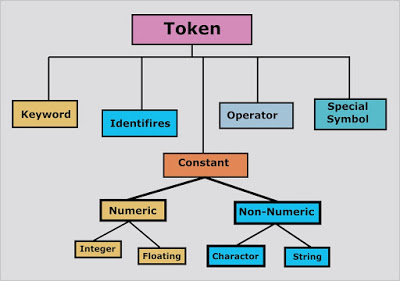 Token
Keyword
Identifires
Operator
Special
Symbol
Constant
Numeric
Non-Numeric
Integer
Floating
Charactor
String